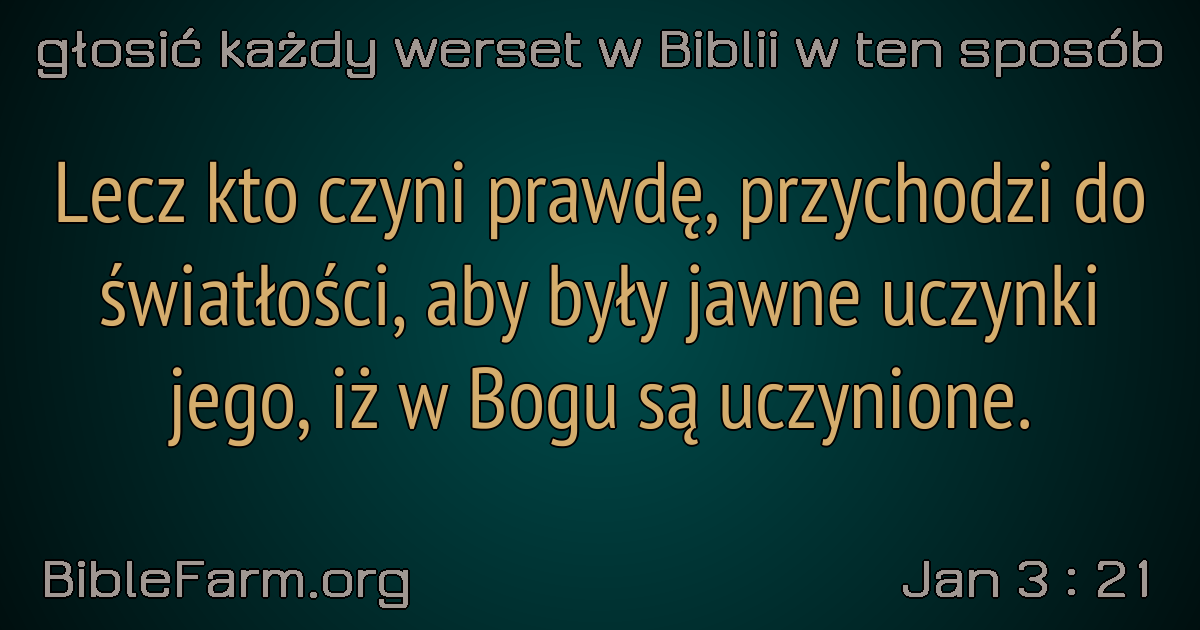 głosić każdy werset w Biblii w ten sposób
Lecz kto czyni prawdę, przychodzi do
światłości, aby były jawne uczynki
jego, iż w Bogu są uczynione.
BibleFarm.org
Jan 3 : 21